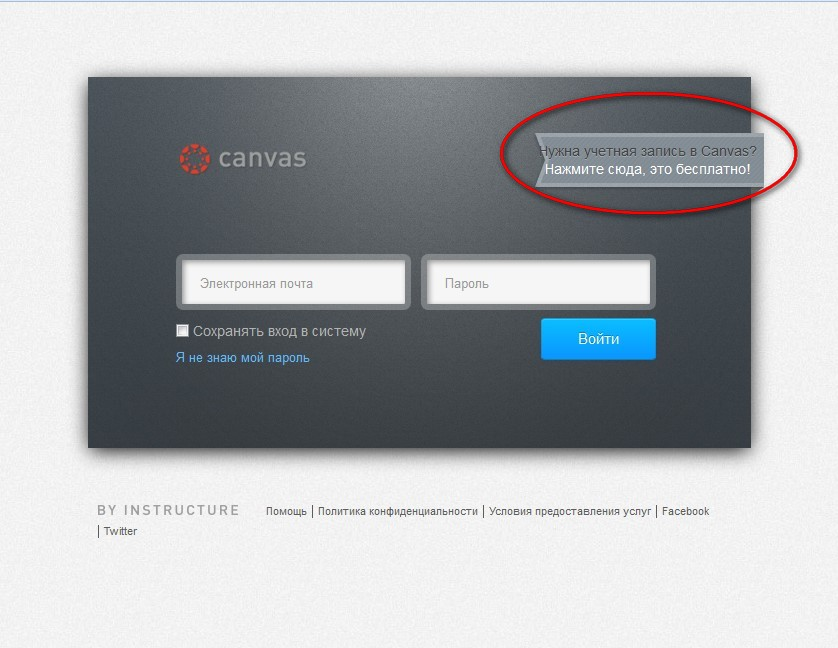 canvas
Нужна учетная запись в Canvas?
Нажмите сюда, это бесплатно!
Электронная почта
Пароль
Сохранять вход в систему
Войти
Я не знаю мой пароль
BY INSTRUCTURE Помощь | Политика конфиденциальности | Условия предоставления услуг | Facebook
| Twitter